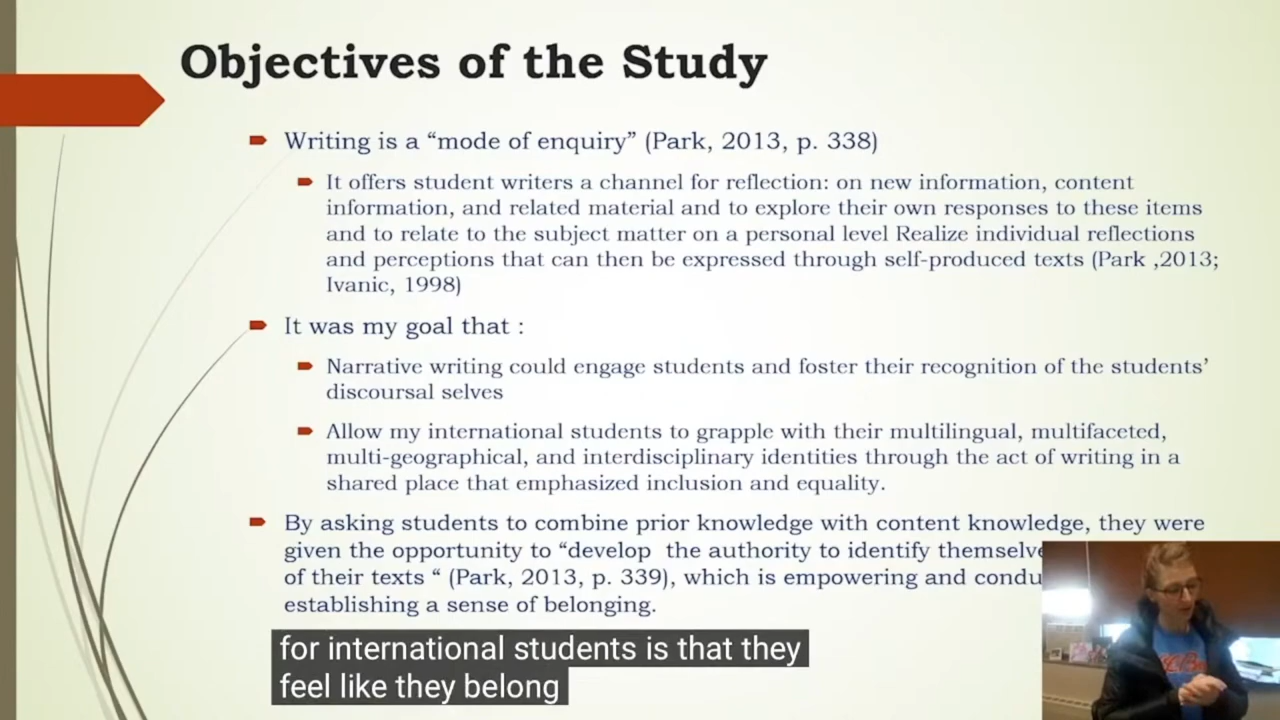 Objectives of the Study
Writing is a “mode of enquiry” (Park, 2013, p. 338)
It offers student writers a channel for reflection: on new information, content
information, and related material and to explore their own responses to these items
and to relate to the subject matter on a personal level Realize individual reflections
and perceptions that can then be expressed through self-produced texts (Park ,2013;
Ivanic, 1998)
It was my goal that :
Narrative writing could engage students and foster their recognition of the students’
discoursal selves
Allow my international students to grapple with their multilingual, multifaceted,
multi-geographical, and interdisciplinary identities through the act of writing in a
shared place that emphasized inclusion and equality.
By asking students to combine prior knowledge with content knowledge, they were
given the opportunity to “develop  the authority to identify
of their texts “ (Park, 2013, p. 339), which is empowering and
establishing a sense of belonging.
for international students is that they
feel like they belong